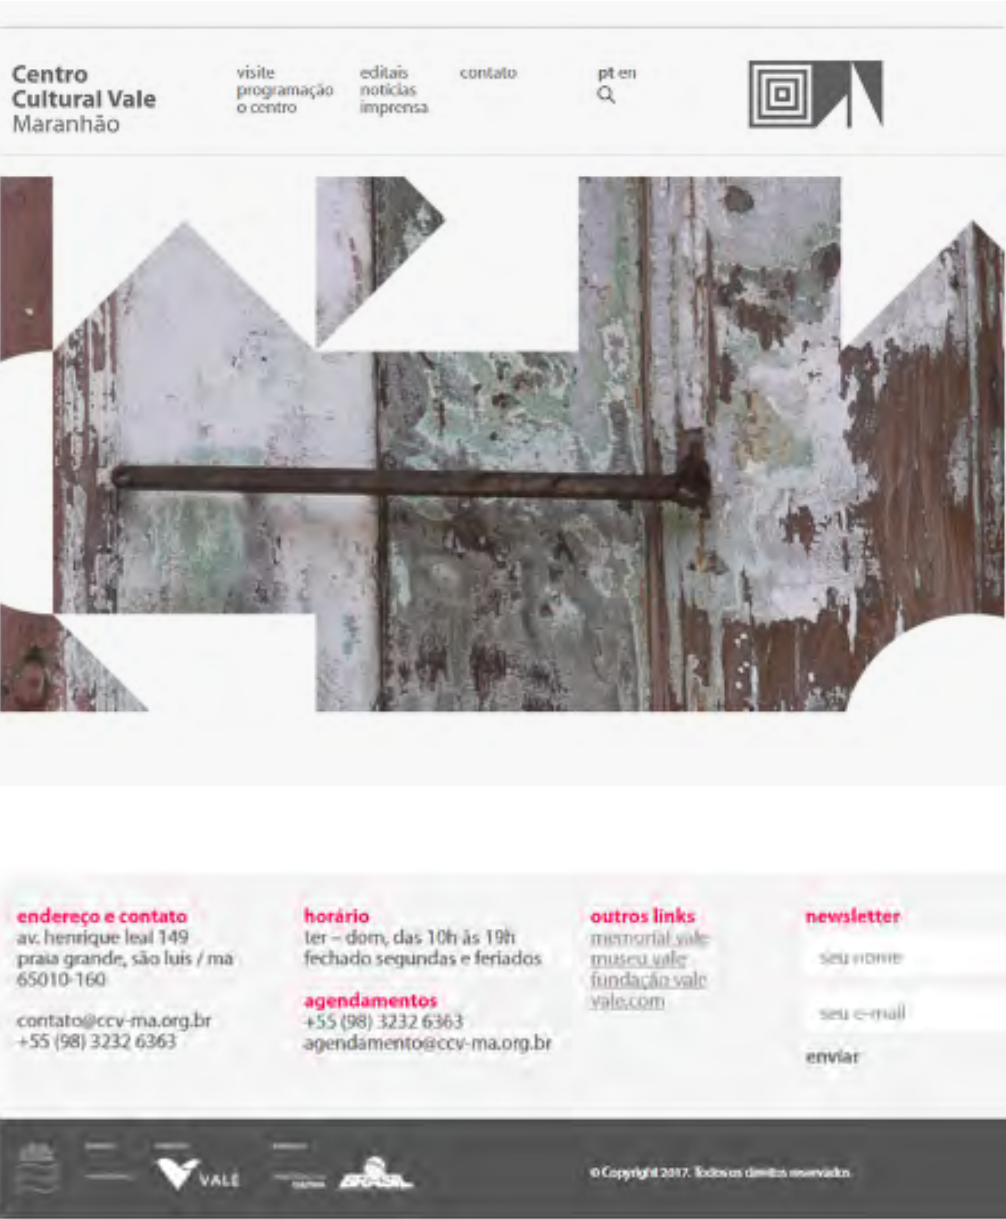 Centro
Cultural Vale
Maranhão
visite
programação
o centro
editais
notícias
imprensa
contato
pt en
endereço e contato
av. henrique leal 149
praia grande, são luís / ma
65010-160
contato@ccv-ma.org.br
+55 (98) 3232 6363
horário
ter – dom, das 10h às 19h
fechado segundas e feriados
agendamentos
+55 (98) 3232 6363
agendamento@ccv-ma.org.br
outros links
memorial vale
museu vale
fundação vale
vale.com
newsletter
seu nome
seu e-mail
enviar
VALE
BRASIL
© Copyright 2017. Todos os direitos reservados.